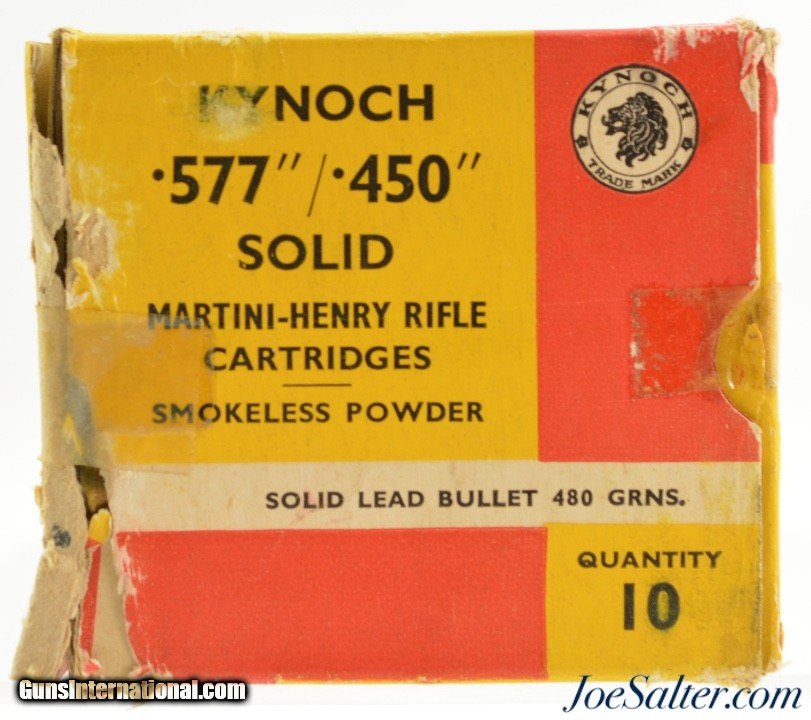 KYNOCH
·577″/·450″
SOLID
MARTINI-HENRY RIFLE
CARTRIDGES
SMOKELESS POWDER
KYNOCH
TRADE MARK
SOLID LEAD BULLET 480 GRNS.
QUANTITY
10
GunsInternational.com
JoeSalter.com